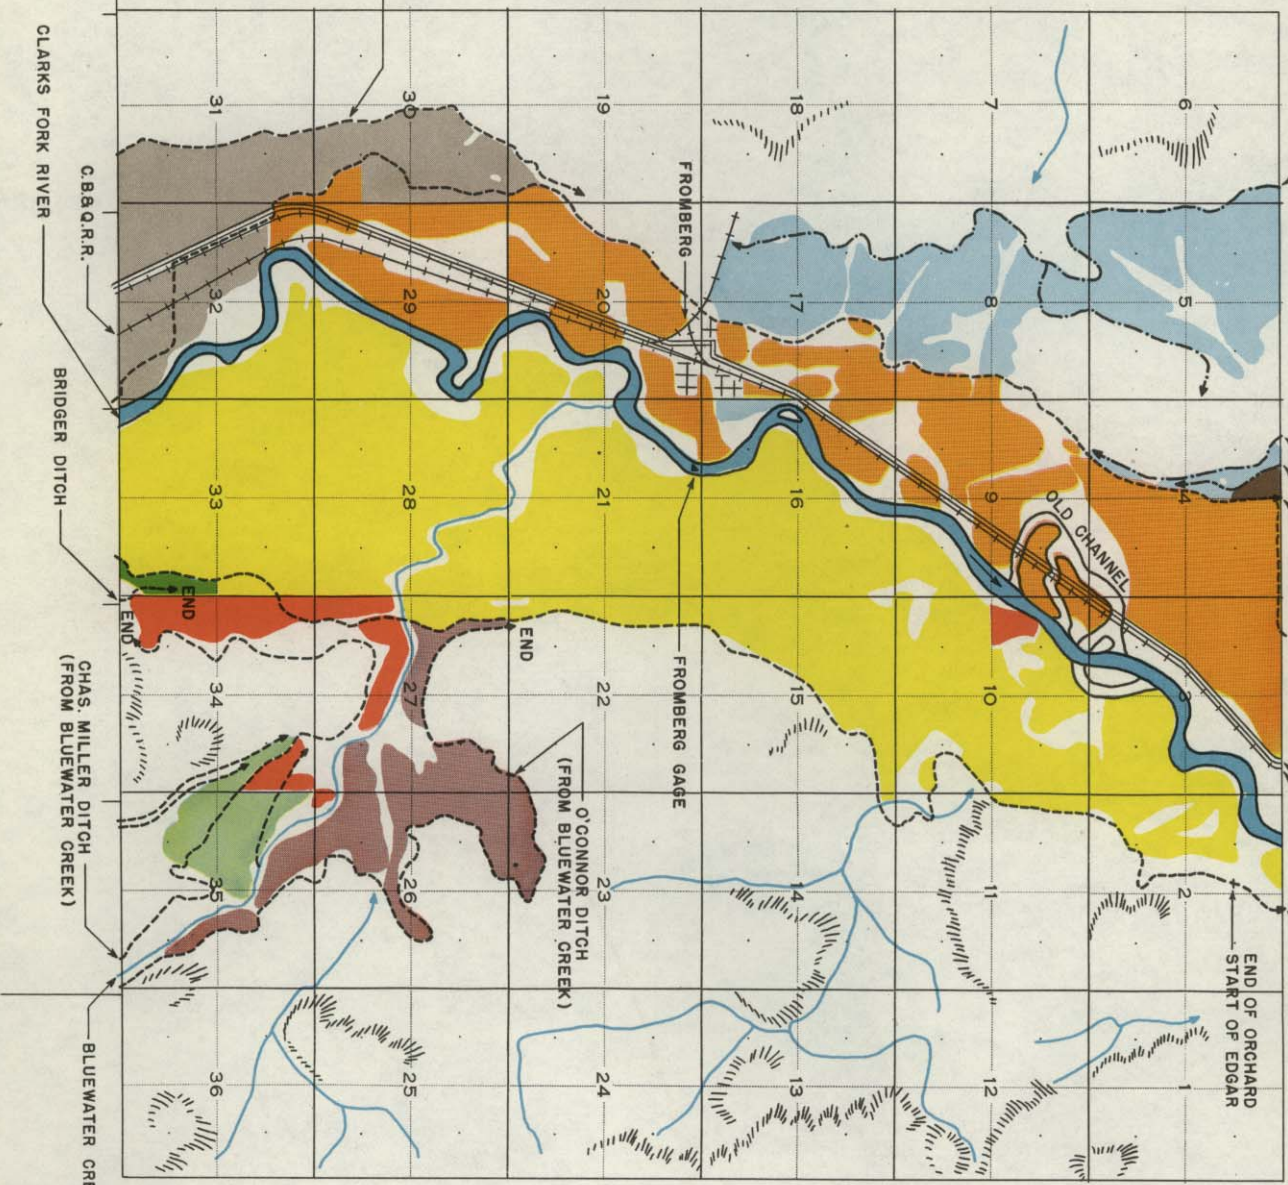 6
5
4
3
2
1
7
8
9
10
11
12
18
17
16
15
14
13
19
20
21
22
23
24
30
29
28
27
26
25
31
32
33
34
35
36
FROMBERG
OLD CHANNEL
FROMBERG GAGE
CLARKS FORK RIVER
C.B.&Q.R.R.
BRIDGER DITCH
END
END
END
CHAS. MILLER DITCH
(FROM BLUEWATER CREEK)
O'CONNOR DITCH
(FROM BLUEWATER CREEK)
END OF ORCHARD
START OF EDGAR
BLUEWATER CRE